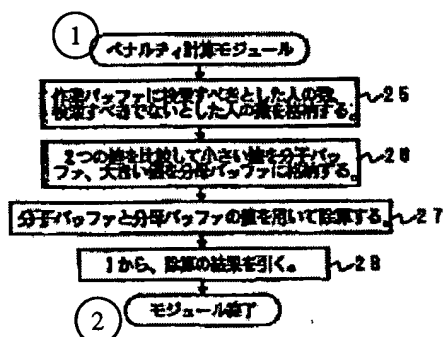 1
ペナルティ計算モジュール
作業バッファに検索すべきとした人の数、
検索すべきでないとした人の数を格納する。
25
2つの値を比較して小さい値を分子バッ
ファ、大きい値を分母バッファに格納する。
26
分子バッファと分母バッファの値を用いて除算する。
27
1から、除算の結果を引く。
28
2
モジュール終了